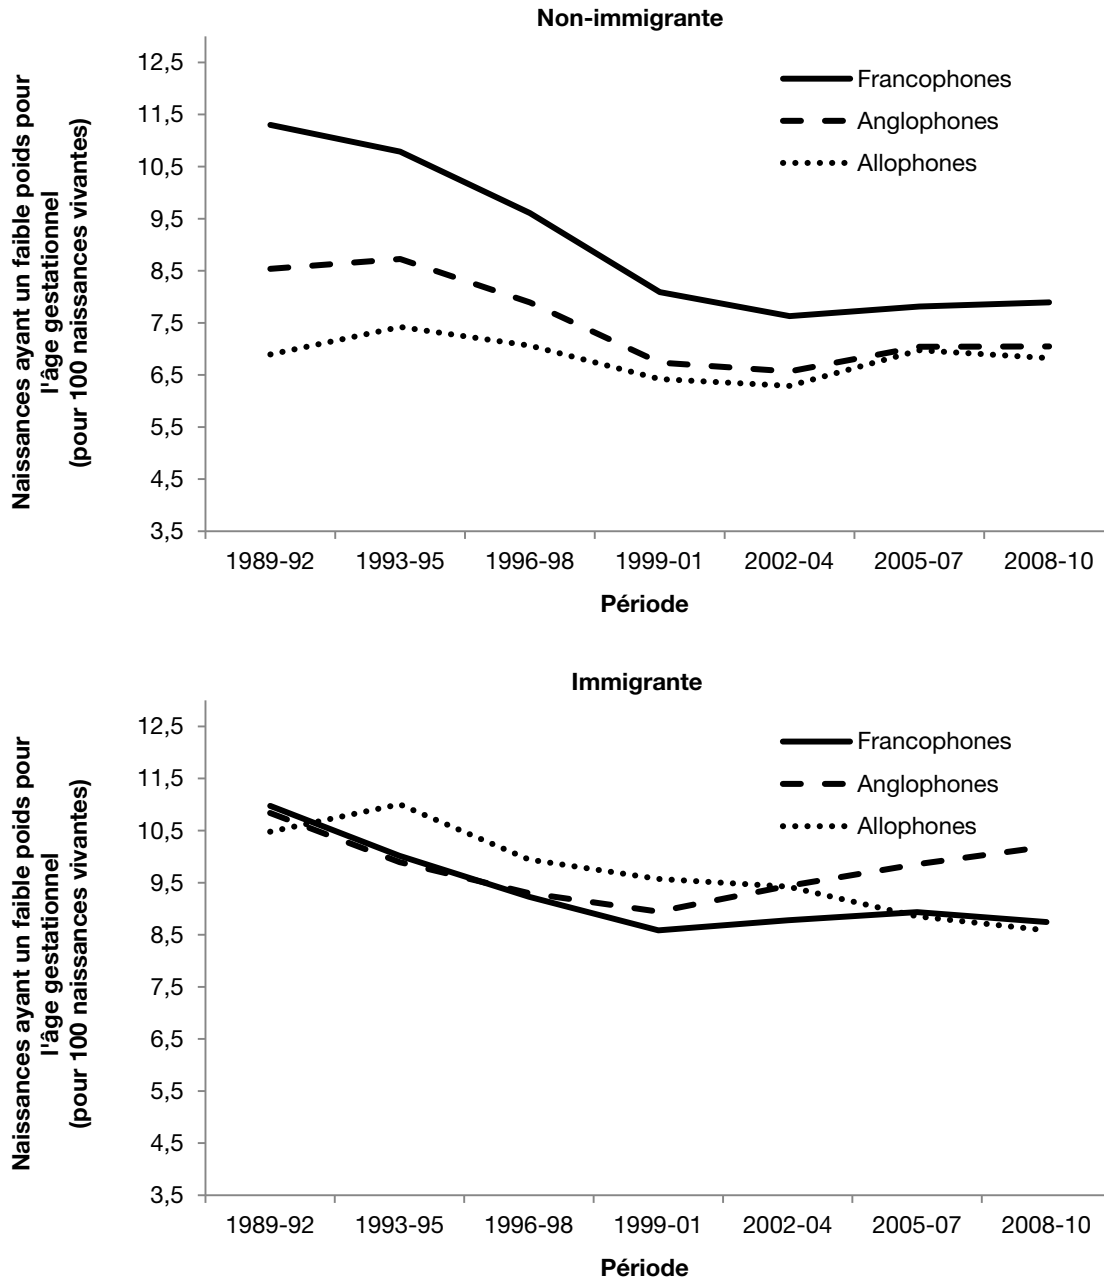 Non-immigrante
Naissances ayant un faible poids pour
l'âge gestationnel
(pour 100 naissances vivantes)
12,5
11,5
10,5
9,5
8,5
7,5
6,5
5,5
4,5
3,5
Francophones
Anglophones
Allophones
1989-92 1993-95 1996-98 1999-01 2002-04 2005-07 2008-10
Période
Immigrante
Naissances ayant un faible poids pour
l'âge gestationnel
(pour 100 naissances vivantes)
12,5
11,5
10,5
9,5
8,5
7,5
6,5
5,5
4,5
3,5
Francophones
Anglophones
Allophones
1989-92 1993-95 1996-98 1999-01 2002-04 2005-07 2008-10
Période